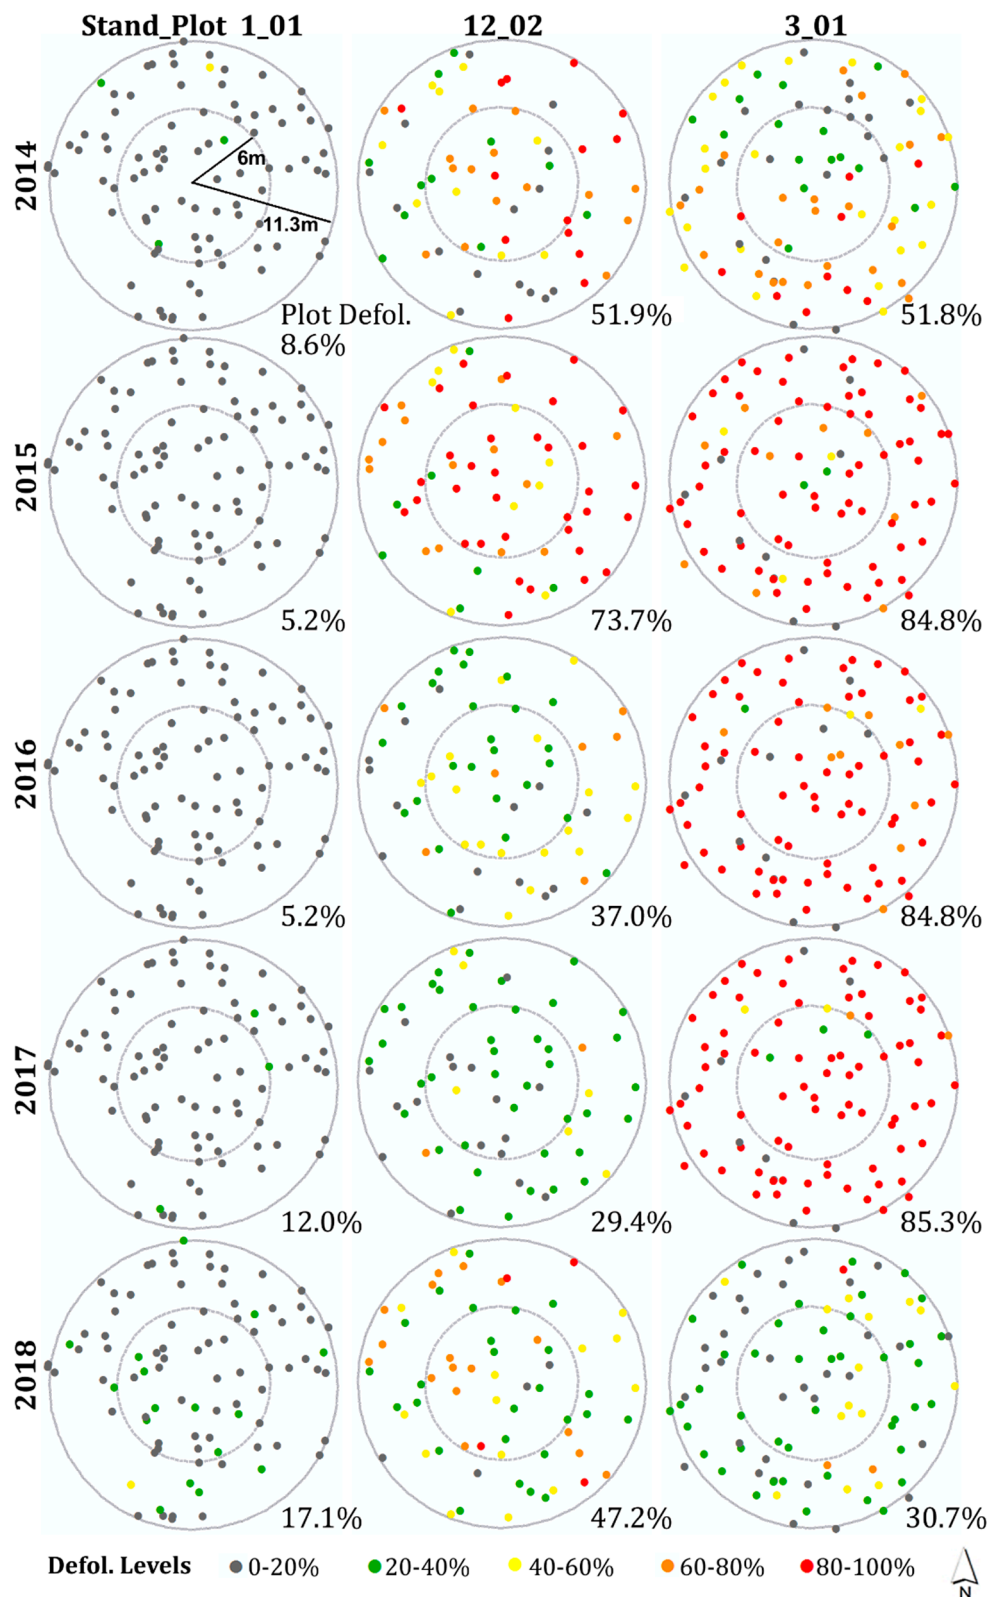 Stand_Plot 1_01 12_02 3_01
2014
6m
11.3m
Plot Defol.
8.6% 51.9% 51.8%
2015
5.2% 73.7% 84.8%
2016
5.2% 37.0% 84.8%
2017
12.0% 29.4% 85.3%
2018
17.1% 47.2% 30.7%
Defol. Levels 0-20% 20-40% 40-60% 60-80% 80-100%
N